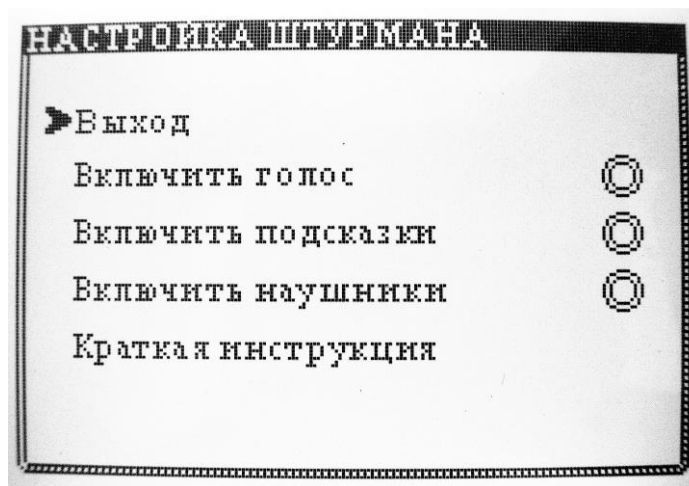 НАСТРОЙКА ШТУРМАНА
Выход
Включить голос
Включить подсказки
Включить наушники
Краткая инструкция